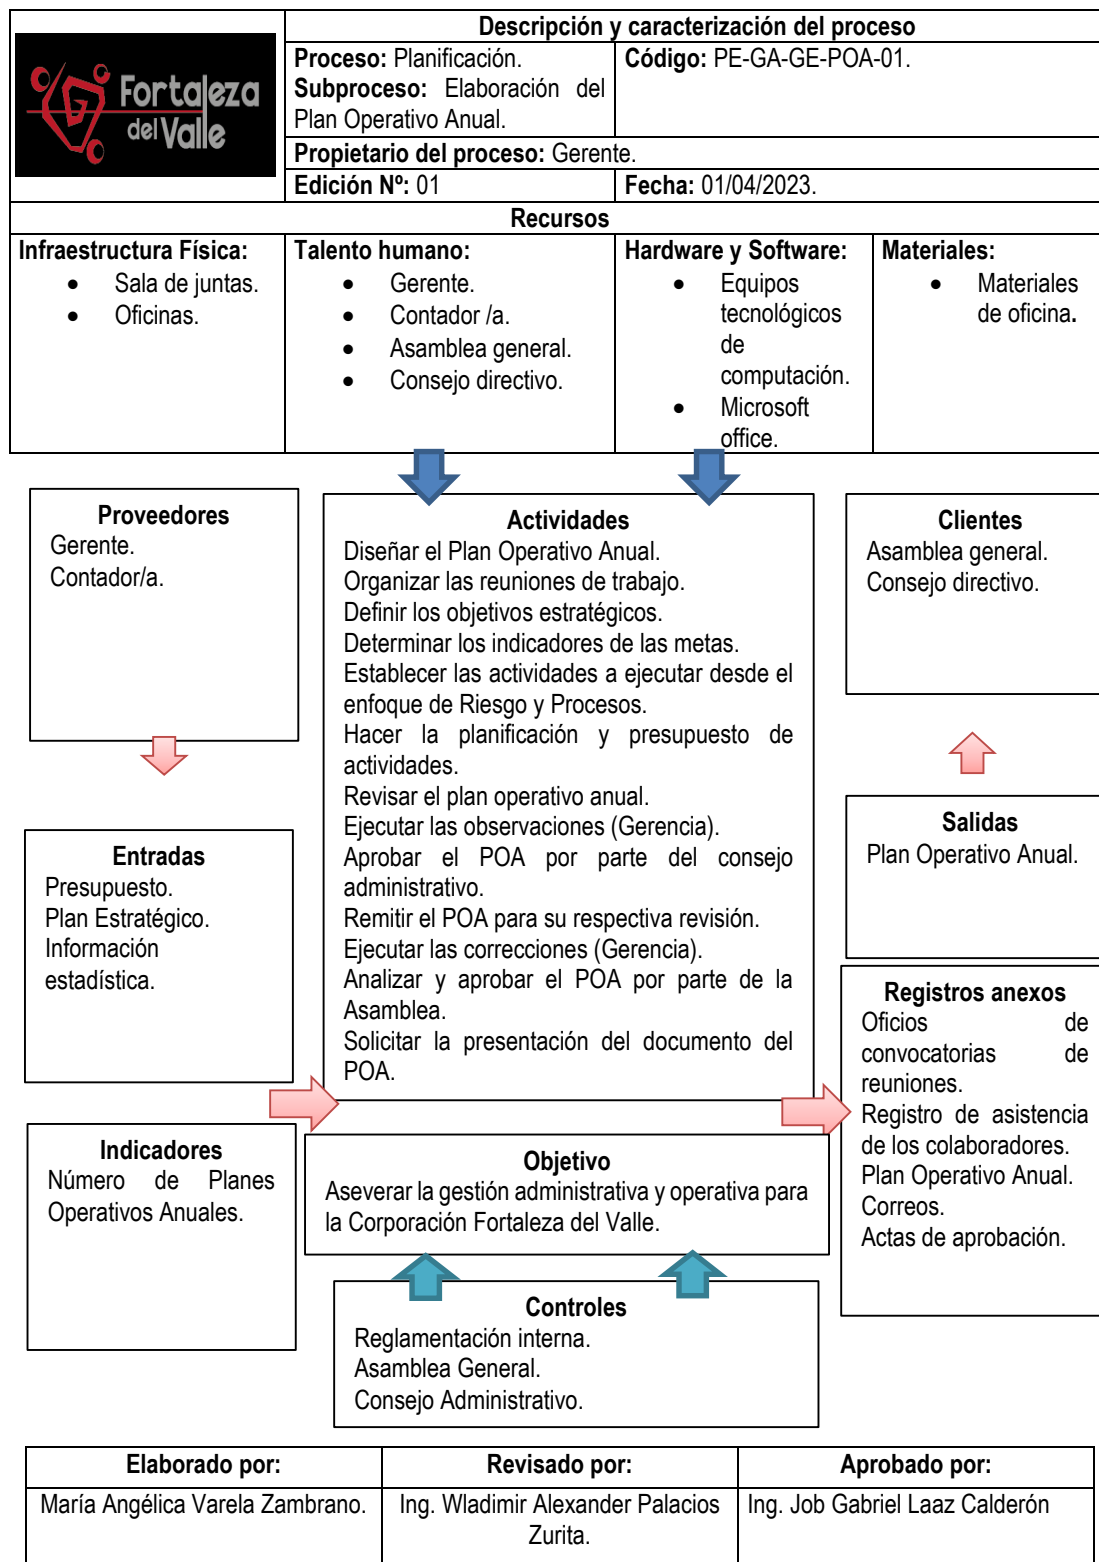 Fortaleza
del Valle
Descripción y caracterización del proceso
Proceso: Planificación.
Subproceso: Elaboración del
Plan Operativo Anual.
Código: PE-GA-GE-POA-01.
Propietario del proceso: Gerente.
Edición Nº: 01
Fecha: 01/04/2023.
Recursos
Infraestructura Física:
• Sala de juntas.
• Oficinas.
Talento humano:
• Gerente.
• Contador /a.
• Asamblea general.
• Consejo directivo.
Hardware y Software:
• Equipos
tecnológicos
de
computación.
• Microsoft
office.
Materiales:
• Materiales
de oficina.
Proveedores
Gerente.
Contador/a.
Entradas
Presupuesto.
Plan Estratégico.
Información
estadística.
Indicadores
Número de Planes
Operativos Anuales.
Actividades
Diseñar el Plan Operativo Anual.
Organizar las reuniones de trabajo.
Definir los objetivos estratégicos.
Determinar los indicadores de las metas.
Establecer las actividades a ejecutar desde el
enfoque de Riesgo y Procesos.
Hacer la planificación y presupuesto de
actividades.
Revisar el plan operativo anual.
Ejecutar las observaciones (Gerencia).
Aprobar el POA por parte del consejo
administrativo.
Remitir el POA para su respectiva revisión.
Ejecutar las correcciones (Gerencia).
Analizar y aprobar el POA por parte de la
Asamblea.
Solicitar la presentación del documento del
POA.
Objetivo
Aseverar la gestión administrativa y operativa para
la Corporación Fortaleza del Valle.
Controles
Reglamentación interna.
Asamblea General.
Consejo Administrativo.
Clientes
Asamblea general.
Consejo directivo.
Salidas
Plan Operativo Anual.
Registros anexos
Oficios de
convocatorias de
reuniones.
Registro de asistencia
de los colaboradores.
Plan Operativo Anual.
Correos.
Actas de aprobación.
Elaborado por:
María Angélica Varela Zambrano.
Revisado por:
Ing. Wladimir Alexander Palacios
Zurita.
Aprobado por:
Ing. Job Gabriel Laaz Calderón